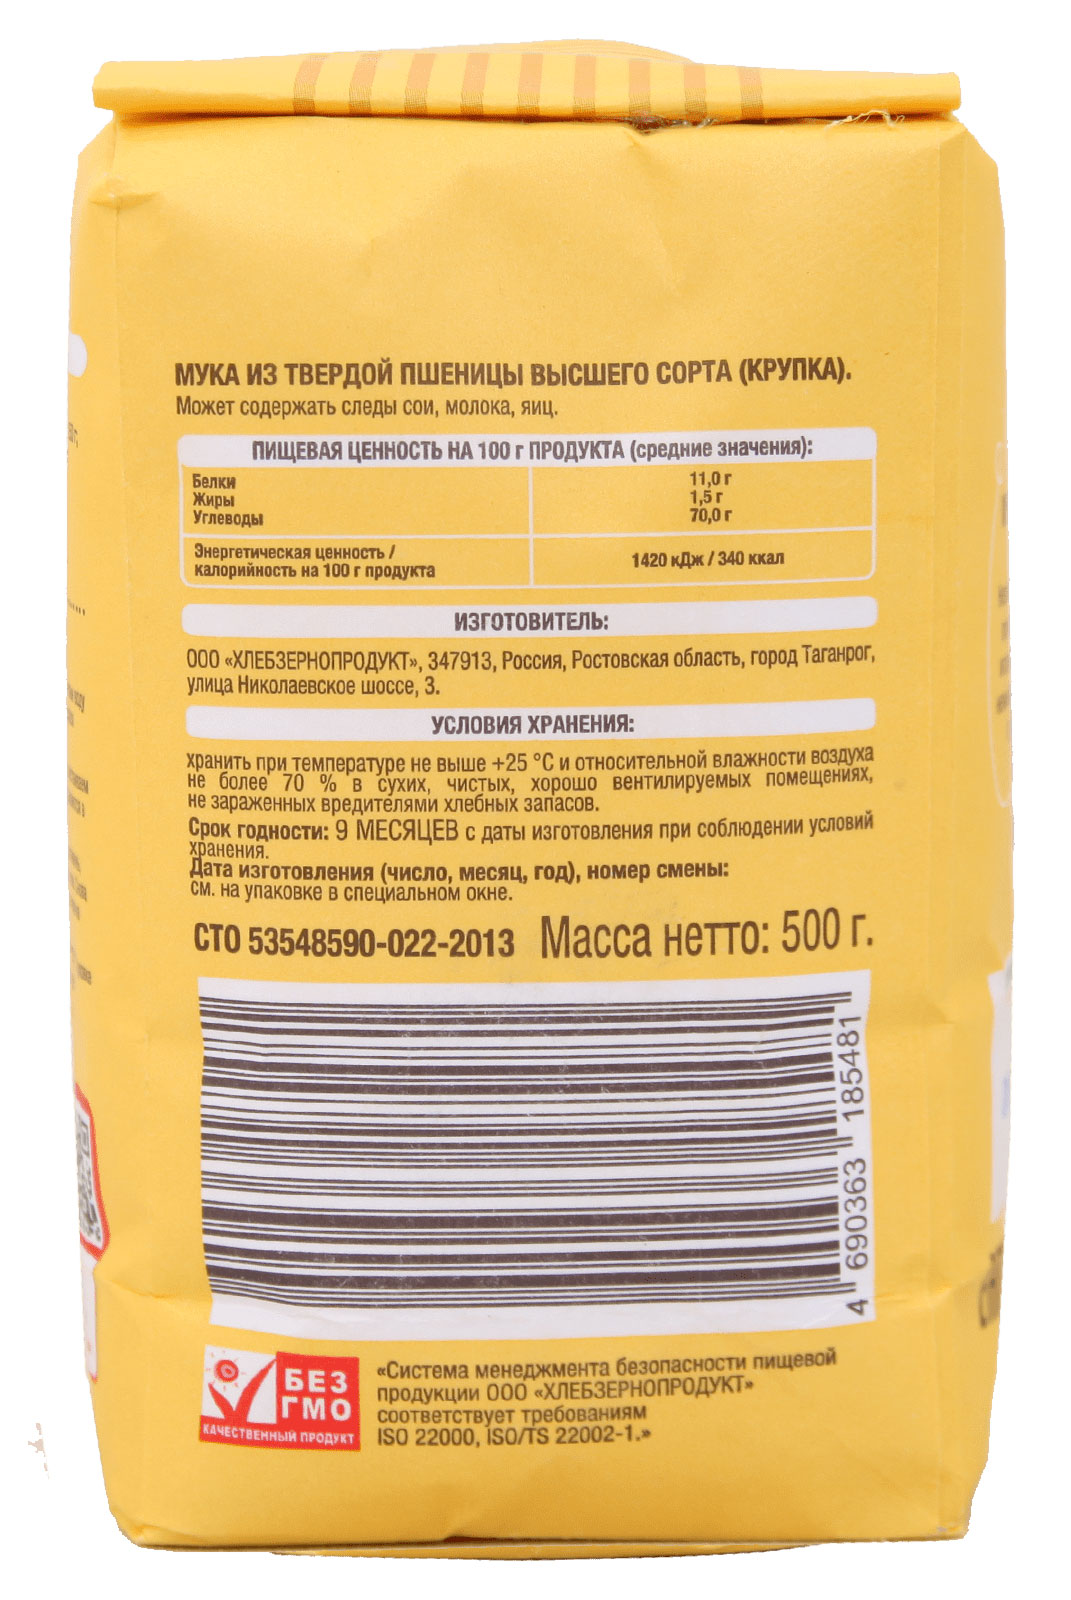 МУКА ИЗ ТВЕРДОЙ ПШЕНИЦЫ ВЫСШЕГО СОРТА (КРУПКА).
Может содержать следы сои, молока, яиц.
ПИЩЕВАЯ ЦЕННОСТЬ НА 100 г ПРОДУКТА (средние значения):
Белки 11,0 г
Жиры 1,5 г
Углеводы 70,0 г
Энергетическая ценность /
калорийность на 100 г продукта 1420 кДж / 340 ккал
ИЗГОТОВИТЕЛЬ:
ООО «ХЛЕБЗЕРНОПРОДУКТ», 347913, Россия, Ростовская область, город Таганрог,
улица Николаевское шоссе, 3.
УСЛОВИЯ ХРАНЕНИЯ:
хранить при температуре не выше +25 °С и относительной влажности воздуха
не более 70 % в сухих, чистых, хорошо вентилируемых помещениях,
не зараженных вредителями хлебных запасов.
Срок годности: 9 МЕСЯЦЕВ с даты изготовления при соблюдении условий
хранения.
Дата изготовления (число, месяц, год), номер смены:
см. на упаковке в специальном окне.
СТО 53548590-022-2013 Масса нетто: 500 г.
4 690363 185481
БЕЗ
ГМО
КАЧЕСТВЕННЫЙ ПРОДУКТ
«Система менеджмента безопасности пищевой
продукции ООО «ХЛЕБЗЕРНОПРОДУКТ»
соответствует требованиям
ISO 22000, ISO/TS 22002-1.»